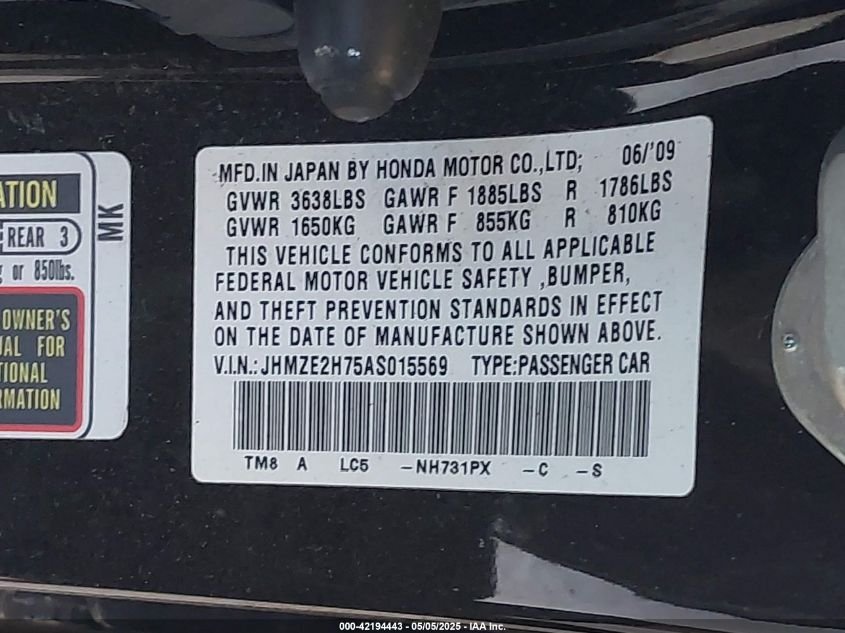 ATION
REAR 3
g or 850lbs.
OWNER'S
UAL FOR
TIONAL
RMATION
MK
MFD.IN JAPAN BY HONDA MOTOR CO.,LTD; 06/'09
GVWR 3638LBS GAWR F 1885LBS R 1786LBS
GVWR 1650KG GAWR F 855KG R 810KG
THIS VEHICLE CONFORMS TO ALL APPLICABLE
FEDERAL MOTOR VEHICLE SAFETY ,BUMPER,
AND THEFT PREVENTION STANDARDS IN EFFECT
ON THE DATE OF MANUFACTURE SHOWN ABOVE.
V.I.N.:JHMZE2H75AS015569 TYPE:PASSENGER CAR
TM8 A LC5 -NH731PX -C -S
000-42194443 - 05/05/2025 - IAA Inc.